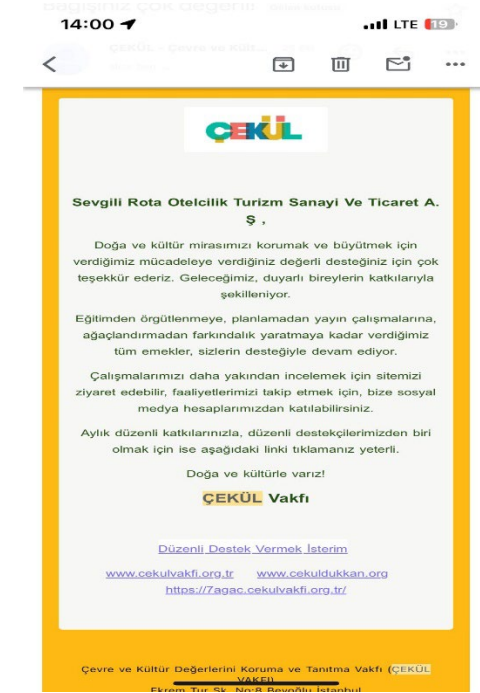 14:00
LTE 19
ÇEKÜL
Sevgili Rota Otelcilik Turizm Sanayi Ve Ticaret A.
Ş ,
Doğa ve kültür mirasımızı korumak ve büyütmek için
verdiğimiz mücadeleye verdiğiniz değerli desteğiniz için çok
teşekkür ederiz. Geleceğimiz, duyarlı bireylerin katkılarıyla
şekilleniyor.
Eğitimden örgütlenmeye, planlamadan yayın çalışmalarına,
ağaçlandırmadan farkındalık yaratmaya kadar verdiğimiz
tüm emekler, sizlerin desteğiyle devam ediyor.
Çalışmalarımızı daha yakından incelemek için sitemizi
ziyaret edebilir, faaliyetlerimizi takip etmek için, bize sosyal
medya hesaplarımızdan katılabilirsiniz.
Aylık düzenli katkılarınızla, düzenli destekçilerimizden biri
olmak için ise aşağıdaki linki tıklamanız yeterli.
Doğa ve kültürle varız!
ÇEKÜL Vakfı
Düzenli Destek Vermek İsterim
www.cekulvakfi.org.tr www.cekuldukkan.org
https://7agac.cekulvakfi.org.tr/
Çevre ve Kültür Değerlerini Koruma ve Tanıtma Vakfı (ÇEKÜL
VAKFI)
Ekrem Tur Sk. No:8 Beyoğlu İstanbul